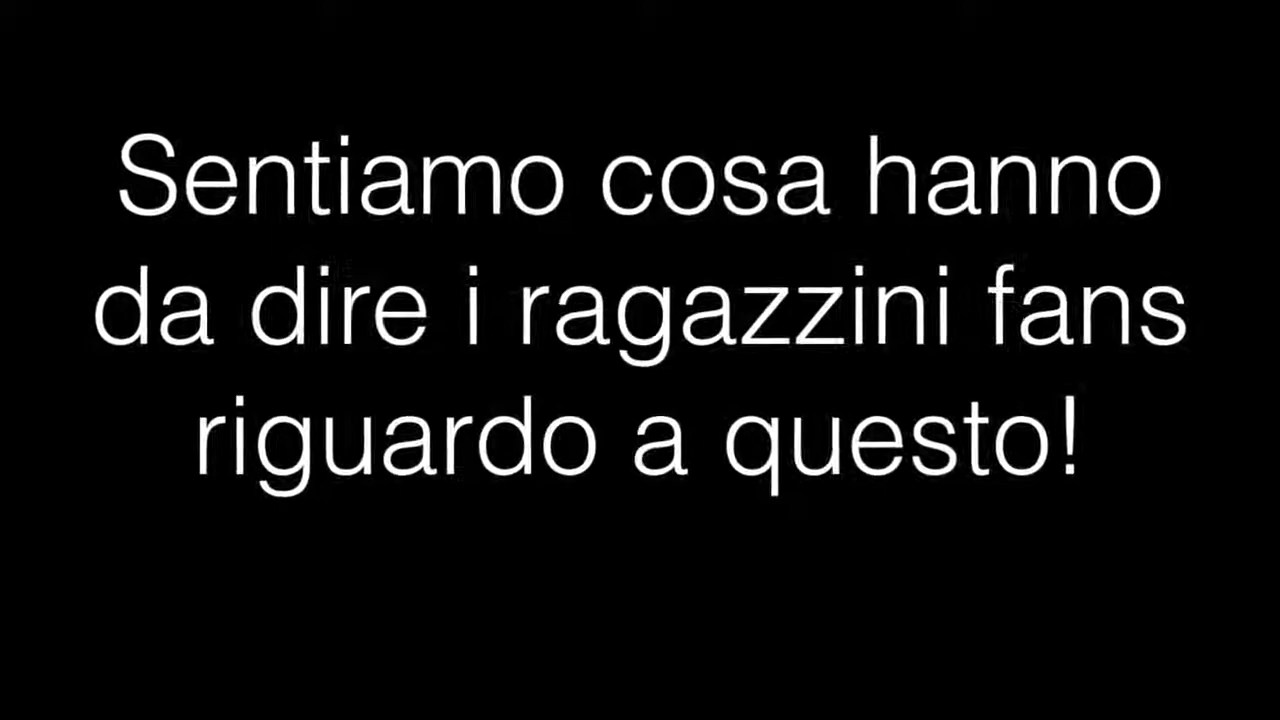 Sentiamo cosa hanno
da dire i ragazzini fans
riguardo a questo!